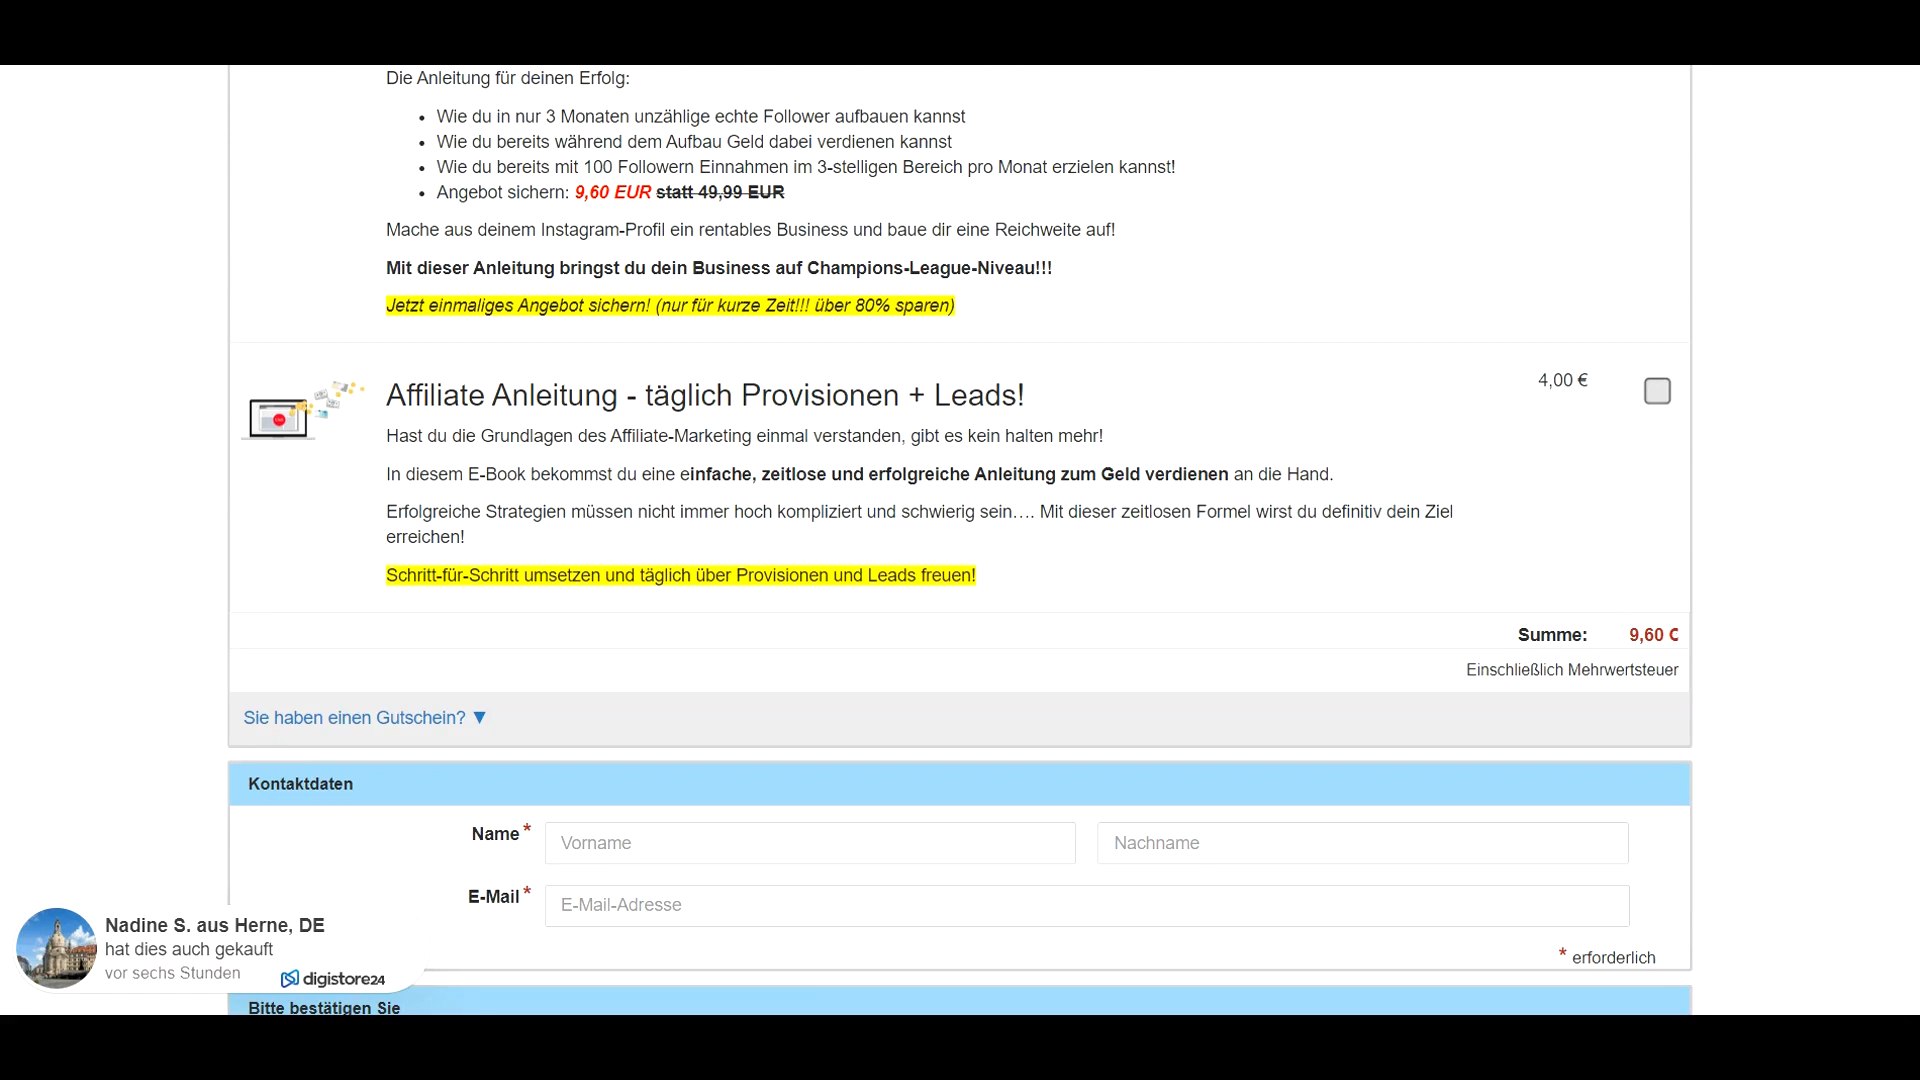 Die Anleitung für deinen Erfolg:
• Wie du in nur 3 Monaten unzählige echte Follower aufbauen kannst
• Wie du bereits während dem Aufbau Geld dabei verdienen kannst
• Wie du bereits mit 100 Followern Einnahmen im 3-stelligen Bereich pro Monat erzielen kannst!
• Angebot sichern: 9,60 EUR statt 49,99 EUR
Mache aus deinem Instagram-Profil ein rentables Business und baue dir eine Reichweite auf!
Mit dieser Anleitung bringst du dein Business auf Champions-League-Niveau!!!
Jetzt einmaliges Angebot sichern! (nur für kurze Zeit!!! über 80% sparen)
Affiliate Anleitung - täglich Provisionen + Leads!
4,00 €
Hast du die Grundlagen des Affiliate-Marketing einmal verstanden, gibt es kein halten mehr!
In diesem E-Book bekommst du eine einfache, zeitlose und erfolgreiche Anleitung zum Geld verdienen an die Hand.
Erfolgreiche Strategien müssen nicht immer hoch kompliziert und schwierig sein…. Mit dieser zeitlosen Formel wirst du definitiv dein Ziel
erreichen!
Schritt-für-Schritt umsetzen und täglich über Provisionen und Leads freuen!
Summe: 9,60 €
Einschließlich Mehrwertsteuer
Sie haben einen Gutschein? ▼
Kontaktdaten
Name * Vorname Nachname
E-Mail * E-Mail-Adresse
* erforderlich
Nadine S. aus Herne, DE
hat dies auch gekauft
vor sechs Stunden
digistore24
Bitte bestätigen Sie